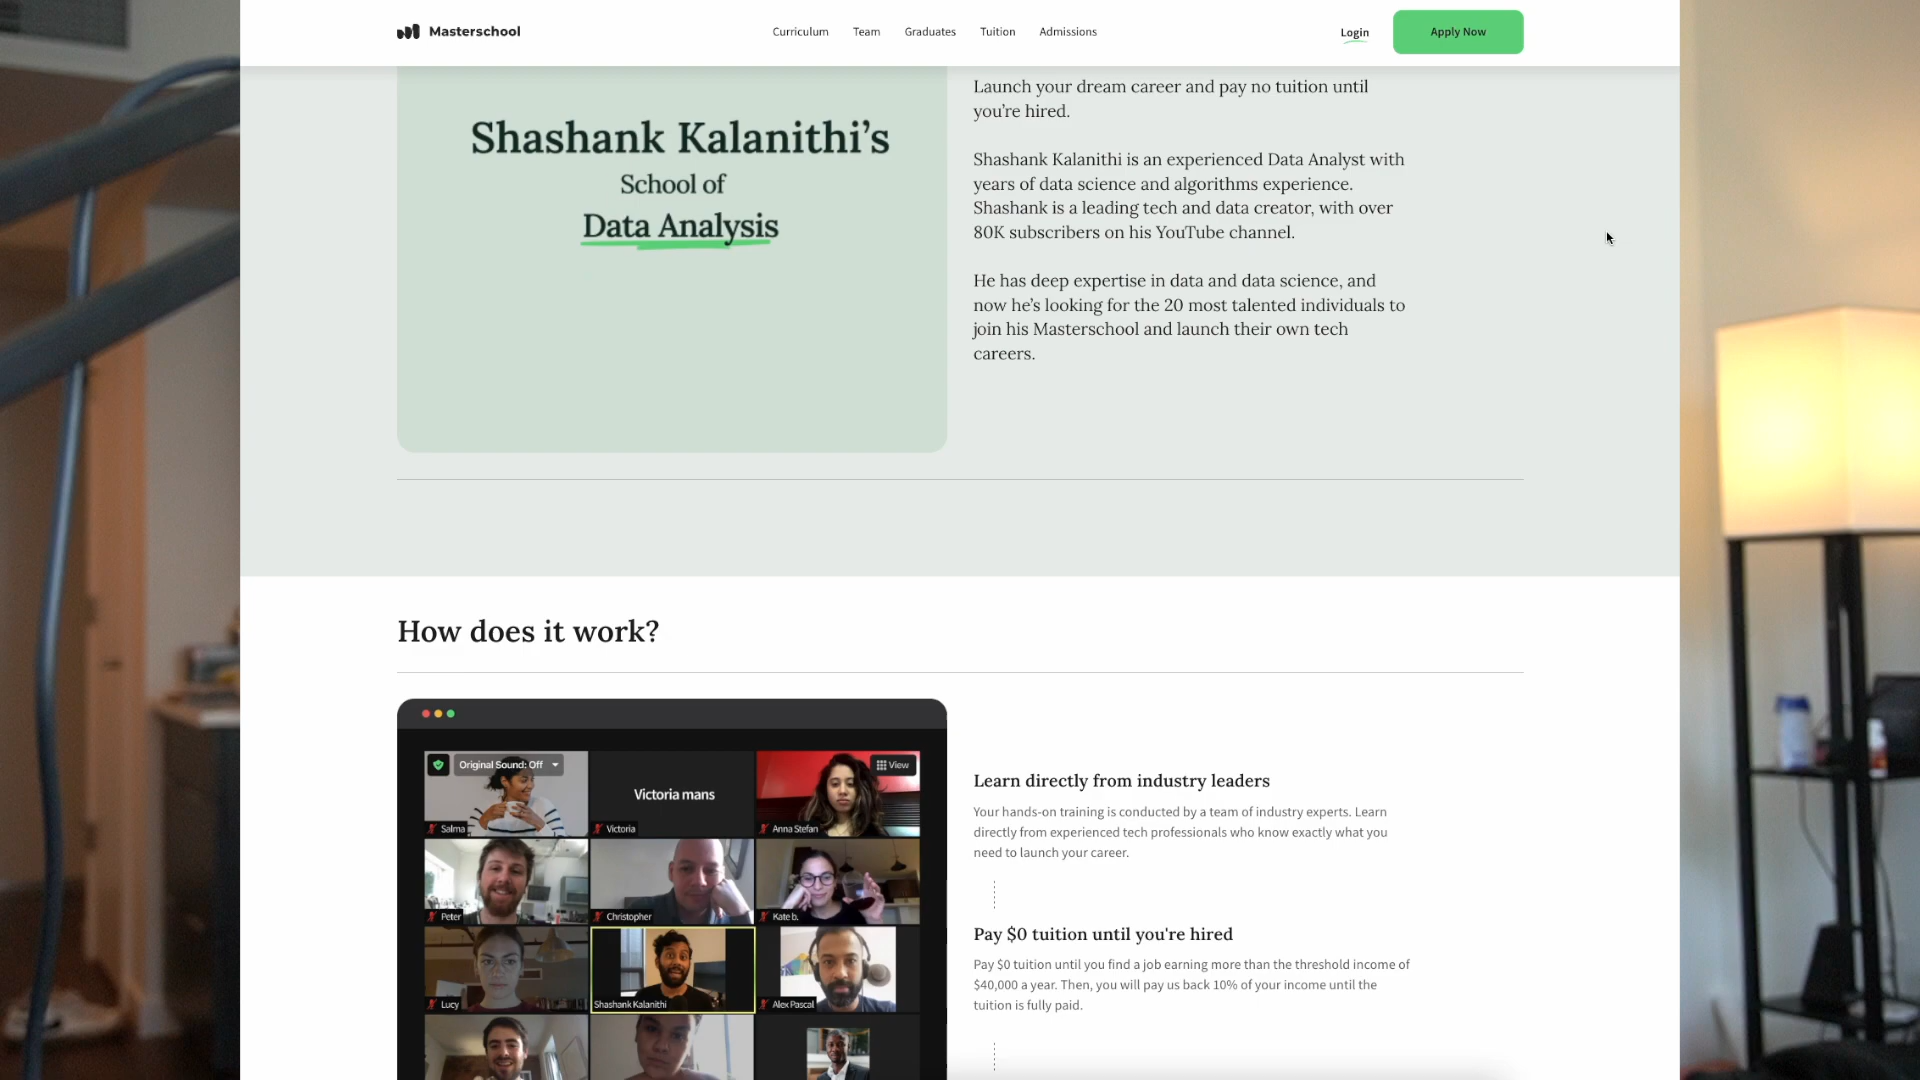 Masterschool
Curriculum
Team
Graduates
Tuition
Admissions
Login
Apply Now
Shashank Kalanithi’s
School of
Data Analysis
Launch your dream career and pay no tuition until
you’re hired.
Shashank Kalanithi is an experienced Data Analyst with
years of data science and algorithms experience.
Shashank is a leading tech and data creator, with over
80K subscribers on his YouTube channel.
He has deep expertise in data and data science, and
now he’s looking for the 20 most talented individuals to
join his Masterschool and launch their own tech
careers.
How does it work?
Original Sound: Off
View
Salma
Victoria mans
Victoria
Anna Stefan
Peter
Christopher
Kate b.
Lucy
Shashank Kalanithi
Alex Pascal
Learn directly from industry leaders
Your hands-on training is conducted by a team of industry experts. Learn
directly from experienced tech professionals who know exactly what you
need to launch your career.
Pay $0 tuition until you're hired
Pay $0 tuition until you find a job earning more than the threshold income of
$40,000 a year. Then, you will pay us back 10% of your income until the
tuition is fully paid.